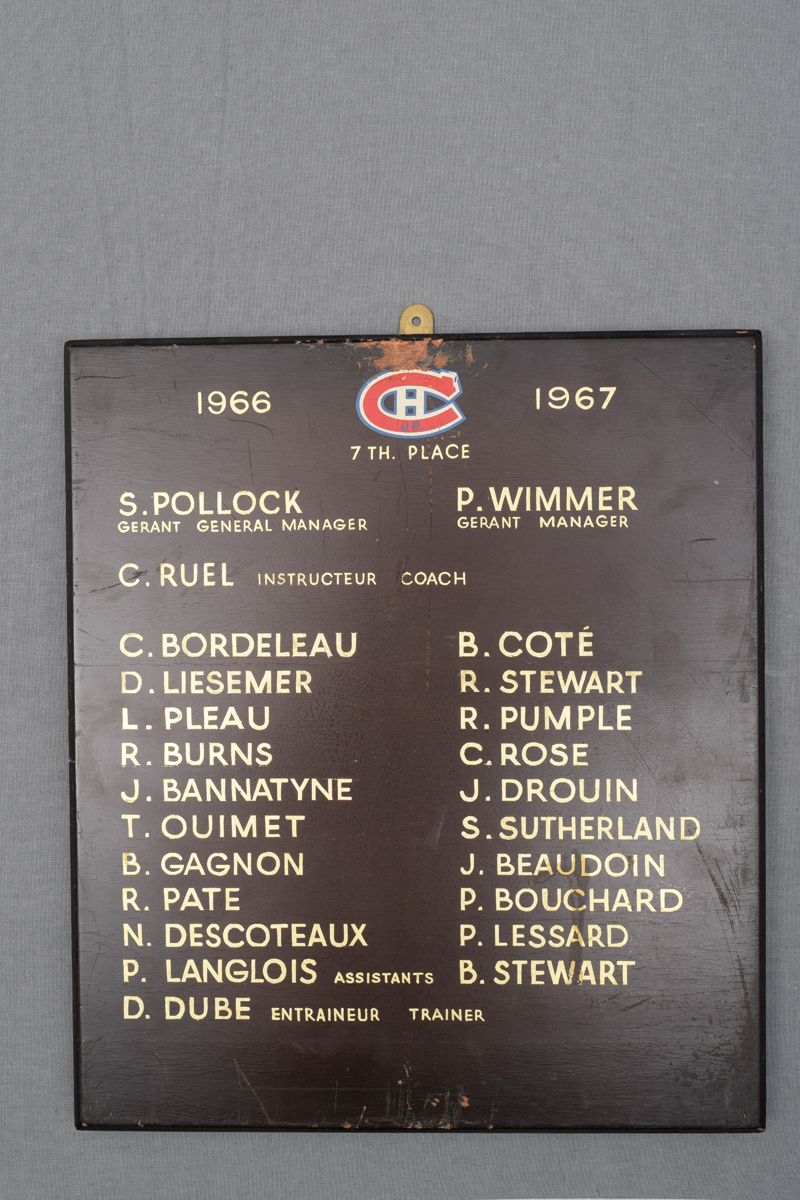 1966 1967
CH
JR.
7 TH. PLACE
S. POLLOCK P. WIMMER
GERANT GENERAL MANAGER GERANT MANAGER
C. RUEL INSTRUCTEUR COACH
C. BORDELEAU B. COTÉ
D. LIESEMER R. STEWART
L. PLEAU R. PUMPLE
R. BURNS C. ROSE
J. BANNATYNE J. DROUIN
T. OUIMET S. SUTHERLAND
B. GAGNON J. BEAUDOIN
R. PATE P. BOUCHARD
N. DESCOTEAUX P. LESSARD
P. LANGLOIS ASSISTANTS B. STEWART
D. DUBE ENTRAINEUR TRAINER